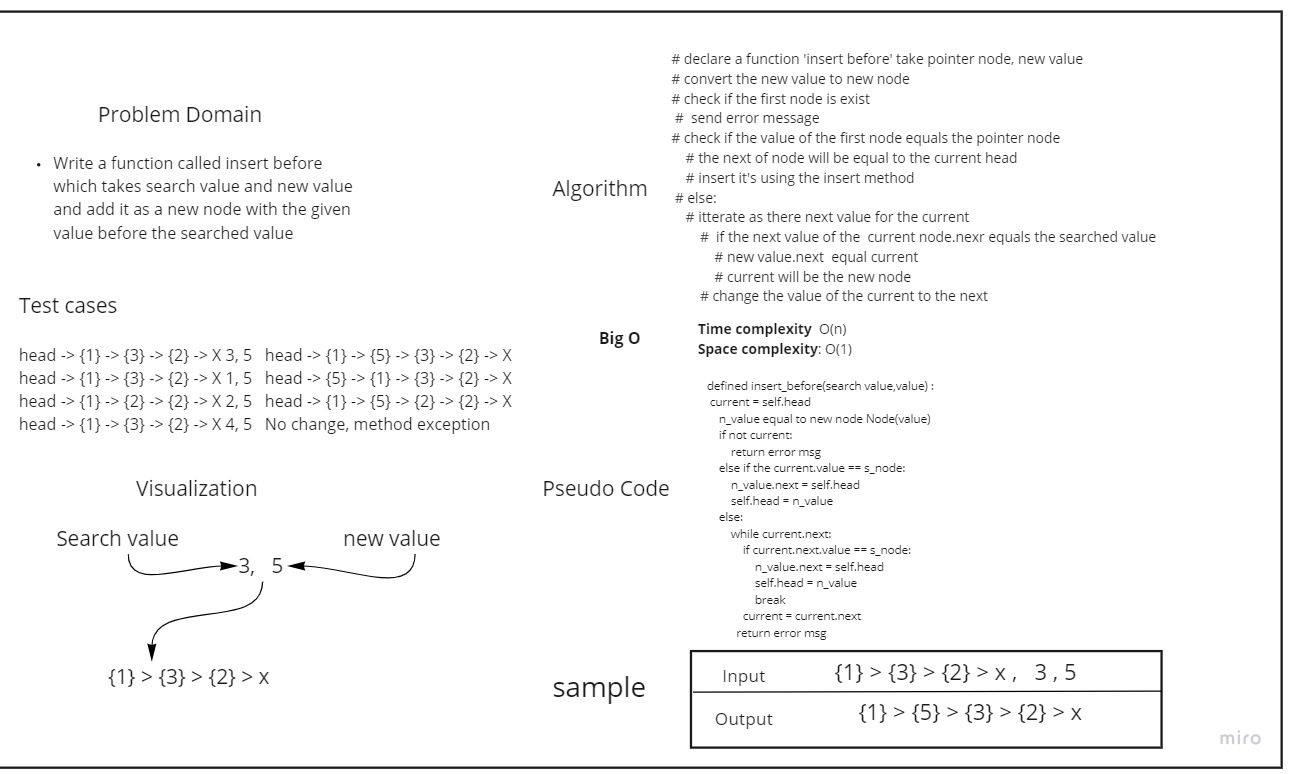 Problem Domain
• Write a function called insert before
which takes search value and new value
and add it as a new node with the given
value before the searched value
Test cases
head -> {1} -> {3} -> {2} -> X 3, 5 head -> {1} -> {5} -> {3} -> {2} -> X
head -> {1} -> {3} -> {2} -> X 1, 5 head -> {5} -> {1} -> {3} -> {2} -> X
head -> {1} -> {2} -> {2} -> X 2, 5 head -> {1} -> {5} -> {2} -> {2} -> X
head -> {1} -> {3} -> {2} -> X 4, 5 No change, method exception
Visualization
Search value
new value
3, 5
{1} > {3} > {2} > x
Algorithm
# declare a function 'insert before' take pointer node, new value
# convert the new value to new node
# check if the first node is exist
# send error message
# check if the value of the first node equals the pointer node
# the next of node will be equal to the current head
# insert it's using the insert method
# else:
# itterate as there next value for the current
# if the next value of the current node.nexr equals the searched value
# new value.next equal current
# current will be the new node
# change the value of the current to the next
Big O
Time complexity O(n)
Space complexity: O(1)
Pseudo Code
defined insert_before(search value,value) :
current = self.head
n_value equal to new node Node(value)
if not current:
return error msg
else if the current.value == s_node:
n_value.next = self.head
self.head = n_value
else:
while current.next:
if current.next.value == s_node:
n_value.next = self.head
self.head = n_value
break
current = current.next
return error msg
sample
Input {1} > {3} > {2} > x , 3 , 5
Output {1} > {5} > {3} > {2} > x
miro